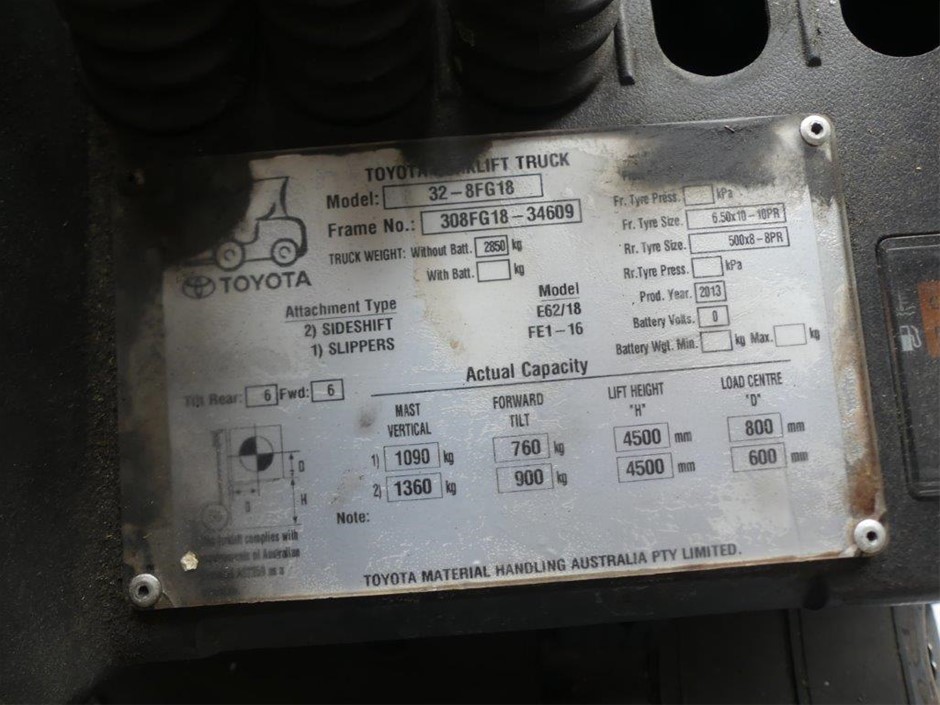 TOYOTA FORKLIFT TRUCK
Model: 32-8FG18
Frame No.: 308FG18-34609
TRUCK WEIGHT: Without Batt. 2850 kg
With Batt. kg
TOYOTA
Attachment Type Model
2) SIDESHIFT E62/18
1) SLIPPERS FE1-16
Fr. Tyre Press. kPa
Fr. Tyre Size. 6.50x10-10PR
Rr. Tyre Size. 500x8-8PR
Rr. Tyre Press. kPa
Prod. Year. 2013
Battery Volts. 0
Battery Wgt. Min. kg Max. kg
Actual Capacity
Tilt Rear: 6 Fwd: 6
MAST VERTICAL FORWARD TILT LIFT HEIGHT "H" LOAD CENTRE "D"
1) 1090 kg 760 kg 4500 mm 800 mm
2) 1360 kg 900 kg 4500 mm 600 mm
D
H
Note:
complies with
of Australian
TOYOTA MATERIAL HANDLING AUSTRALIA PTY LIMITED.